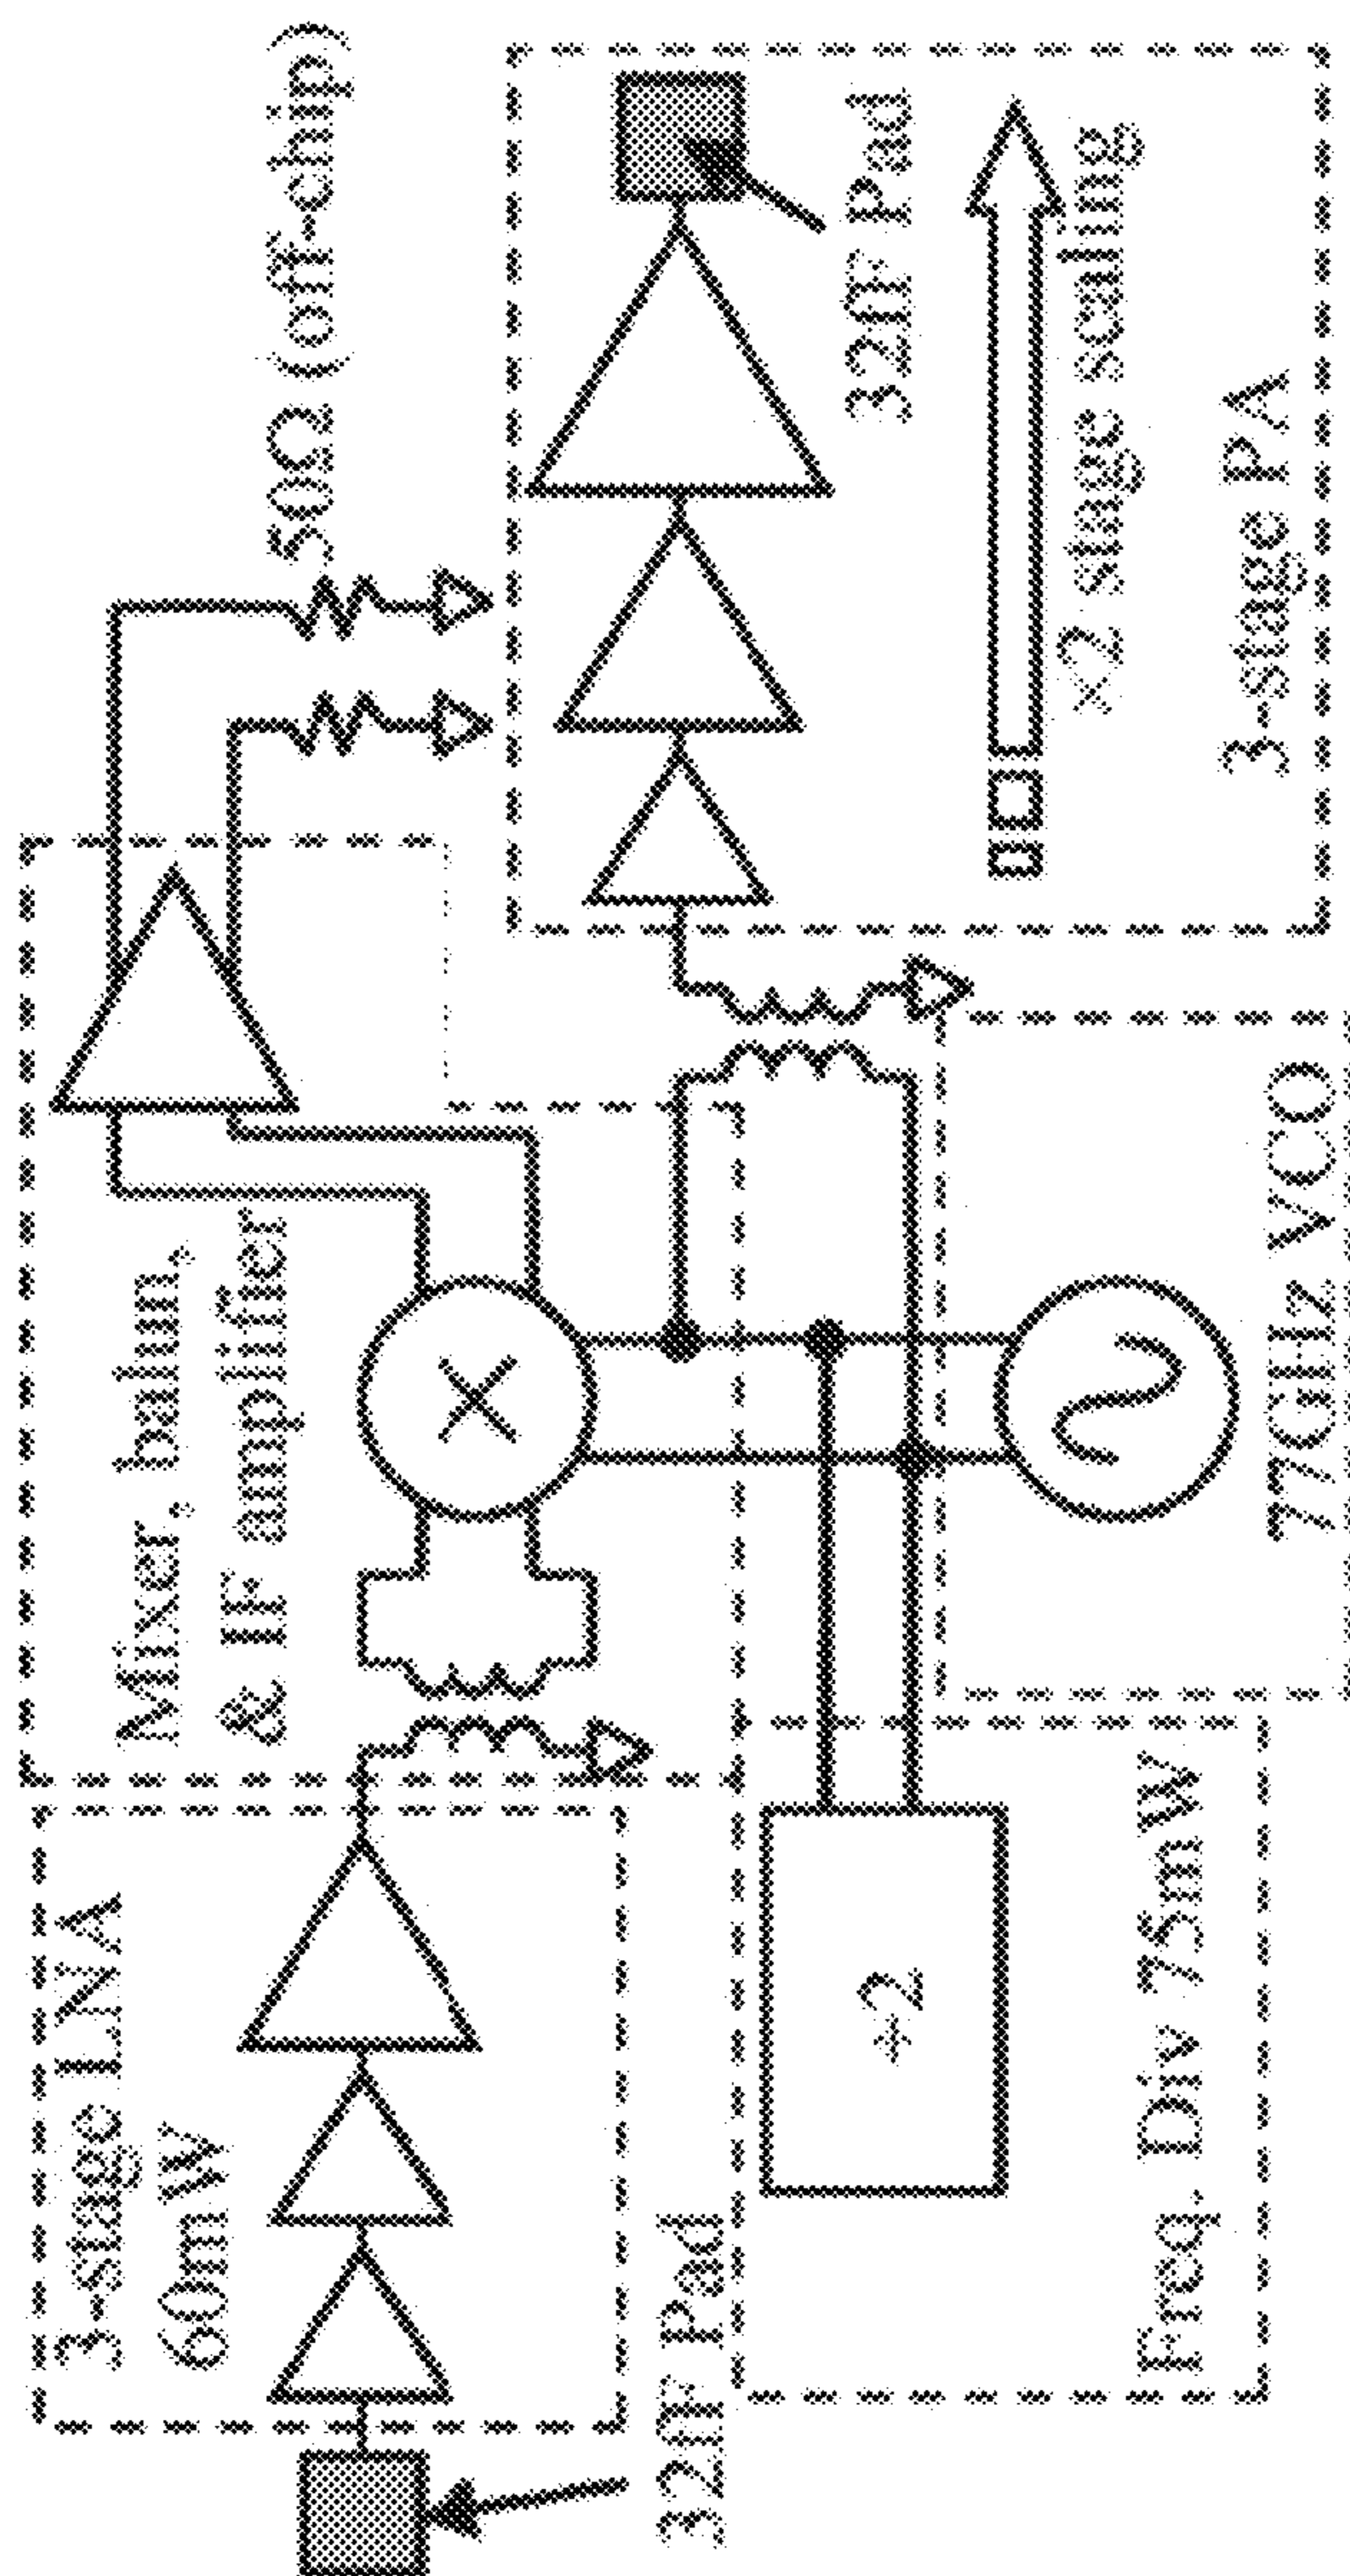 3-stage LNA
60mW
32fF Pad
Mixer, balun,
& IF amplifier
×
50Ω (off-chip)
32fF Pad
×2 stage scaling
3-stage PA
÷2
Freq. Div 75mW
77GHz VCO